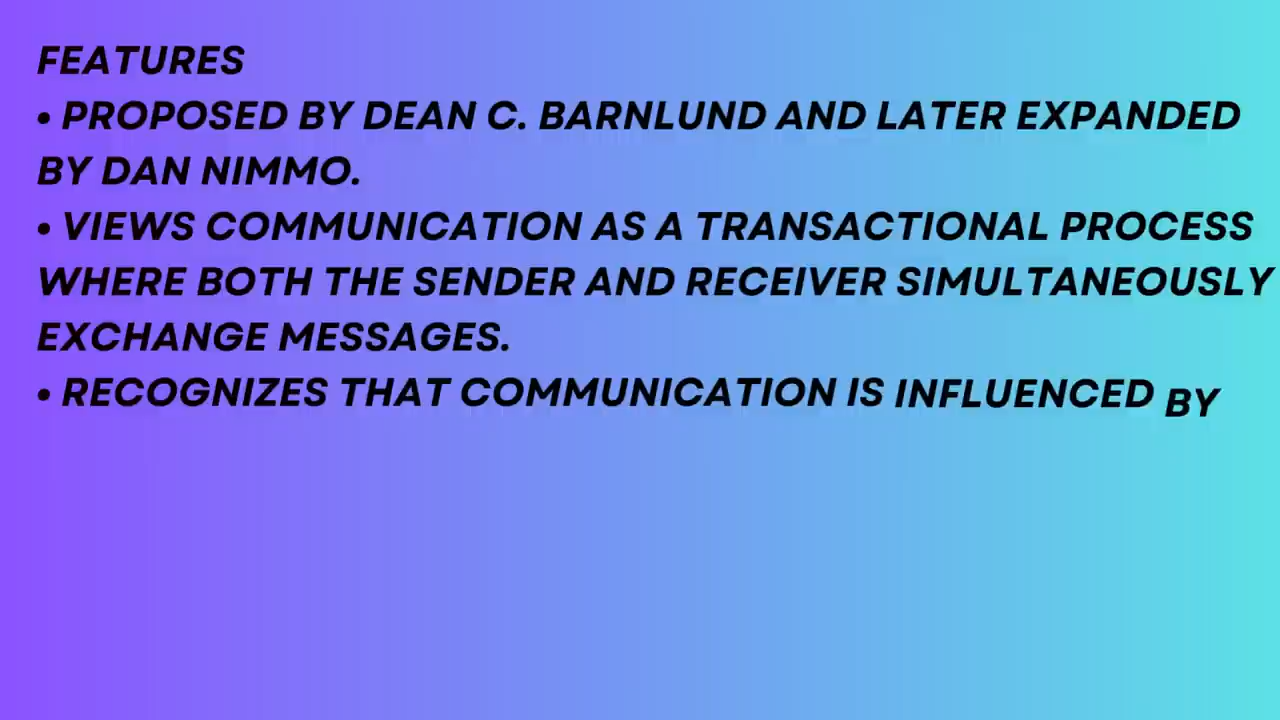 FEATURES
• PROPOSED BY DEAN C. BARNLUND AND LATER EXPANDED
BY DAN NIMMO.
• VIEWS COMMUNICATION AS A TRANSACTIONAL PROCESS
WHERE BOTH THE SENDER AND RECEIVER SIMULTANEOUSLY
EXCHANGE MESSAGES.
• RECOGNIZES THAT COMMUNICATION IS INFLUENCED BY